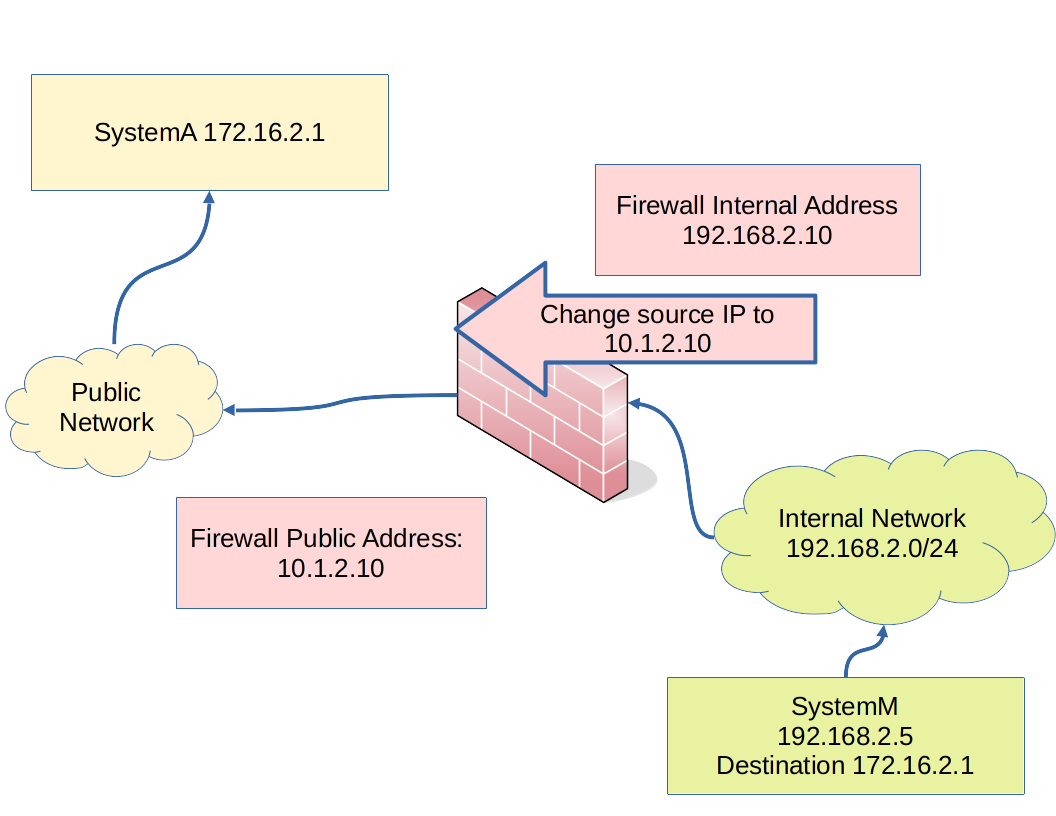 SystemA 172.16.2.1
Firewall Internal Address
192.168.2.10
Change source IP to
10.1.2.10
Public
Network
Firewall Public Address:
10.1.2.10
Internal Network
192.168.2.0/24
SystemM
192.168.2.5
Destination 172.16.2.1